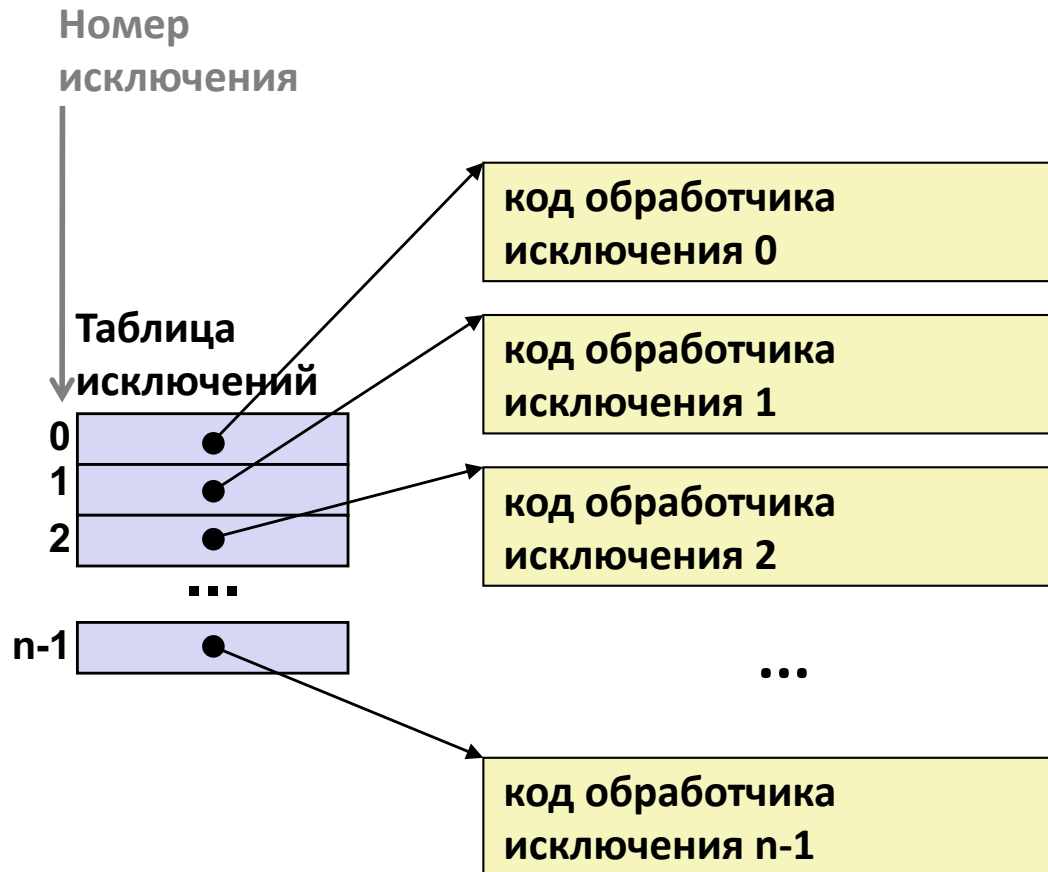 Номер
исключения
код обработчика
исключения 0
Таблица
исключений
код обработчика
исключения 1
0
1
2
код обработчика
исключения 2
...
n-1
...
код обработчика
исключения n-1